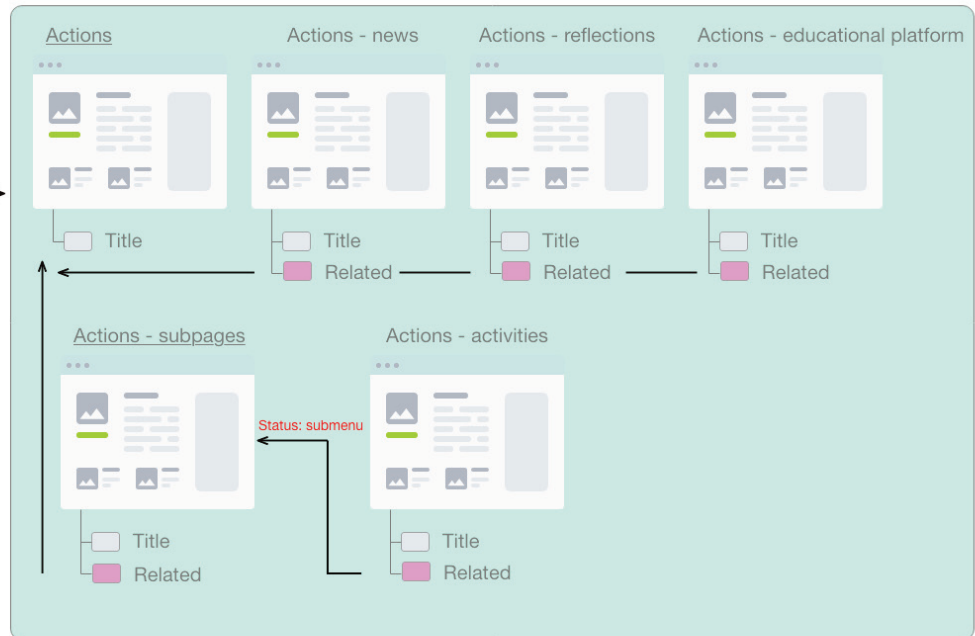 Actions
Actions - news
Actions - reflections
Actions - educational platform
Title
Title
Related
Title
Related
Title
Related
Actions - subpages
Actions - activities
Status: submenu
Title
Related
Title
Related